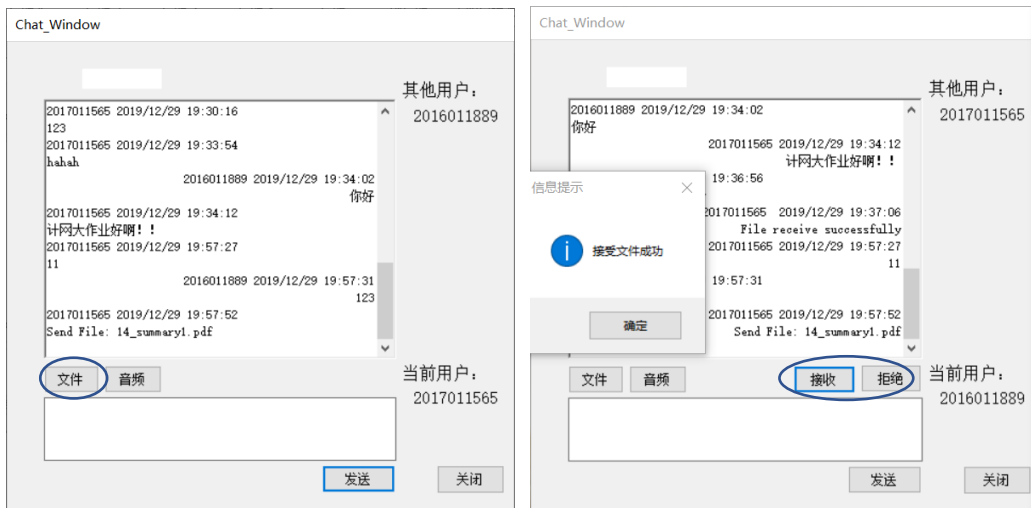 Chat_Window
其他用户：
2016011889
2017011565 2019/12/29 19:30:16
123
2017011565 2019/12/29 19:33:54
hahah
2016011889 2019/12/29 19:34:02
你好
2017011565 2019/12/29 19:34:12
计网大作业好啊！！
2017011565 2019/12/29 19:57:27
11
2016011889 2019/12/29 19:57:31
123
2017011565 2019/12/29 19:57:52
Send File: 14_summary1.pdf
文件 音频
当前用户：
2017011565
发送 关闭
Chat_Window
其他用户：
2017011565
2016011889 2019/12/29 19:34:02
你好
2017011565 2019/12/29 19:34:12
计网大作业好啊！！
19:36:56
2017011565 2019/12/29 19:37:06
File receive successfully
2017011565 2019/12/29 19:57:27
11
19:57:31
2017011565 2019/12/29 19:57:52
Send File: 14_summary1.pdf
信息提示
接受文件成功
确定
文件 音频 接收 拒绝
当前用户：
2016011889
发送 关闭